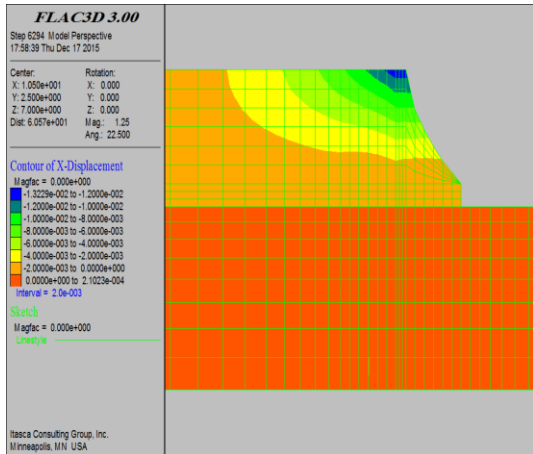 FLAC3D 3.00
Step 6294 Model Perspective
17:58:39 Thu Dec 17 2015
Center:
X: 1.050e+001
Y: 2.500e+000
Z: 7.000e+000
Dist: 6.057e+001
Rotation:
X: 0.000
Y: 0.000
Z: 0.000
Mag.: 1.25
Ang.: 22.500
Contour of X-Displacement
Magfac = 0.000e+000
-1.3229e-002 to -1.2000e-002
-1.2000e-002 to -1.0000e-002
-1.0000e-002 to -8.0000e-003
-8.0000e-003 to -6.0000e-003
-6.0000e-003 to -4.0000e-003
-4.0000e-003 to -2.0000e-003
-2.0000e-003 to 0.0000e+000
0.0000e+000 to 2.1023e-004
Interval = 2.0e-003
Sketch
Magfac = 0.000e+000
Linestyle
Itasca Consulting Group, Inc.
Minneapolis, MN USA